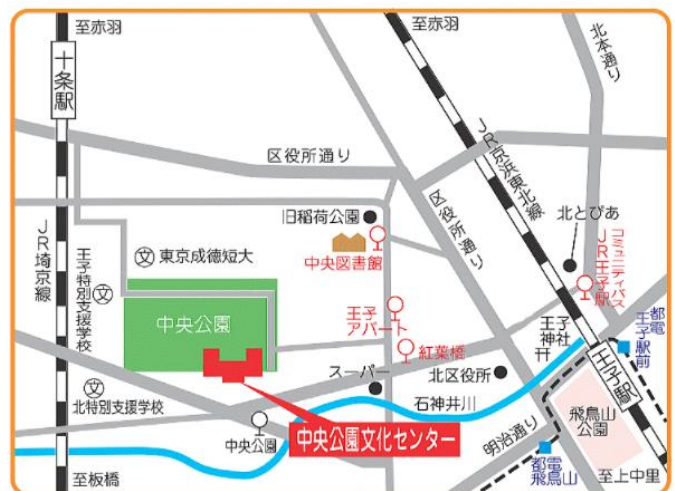 至赤羽
至赤羽
十条駅
北本通り
JR京浜東北線
区役所通り
区役所通り
旧稲荷公園
中央図書館
北とぴあ
コミュニティバス
JR王子駅
JR埼京線
王子特別支援学校
文
文 東京成徳短大
中央公園
王子
アパート
紅葉橋
王子
神社
都電
王子駅前
王子駅
スーパー
北区役所
文
北特別支援学校
石神井川
飛鳥山
公園
中央公園
中央公園文化センター
明治通り
都電
飛鳥山
至板橋
至上中里